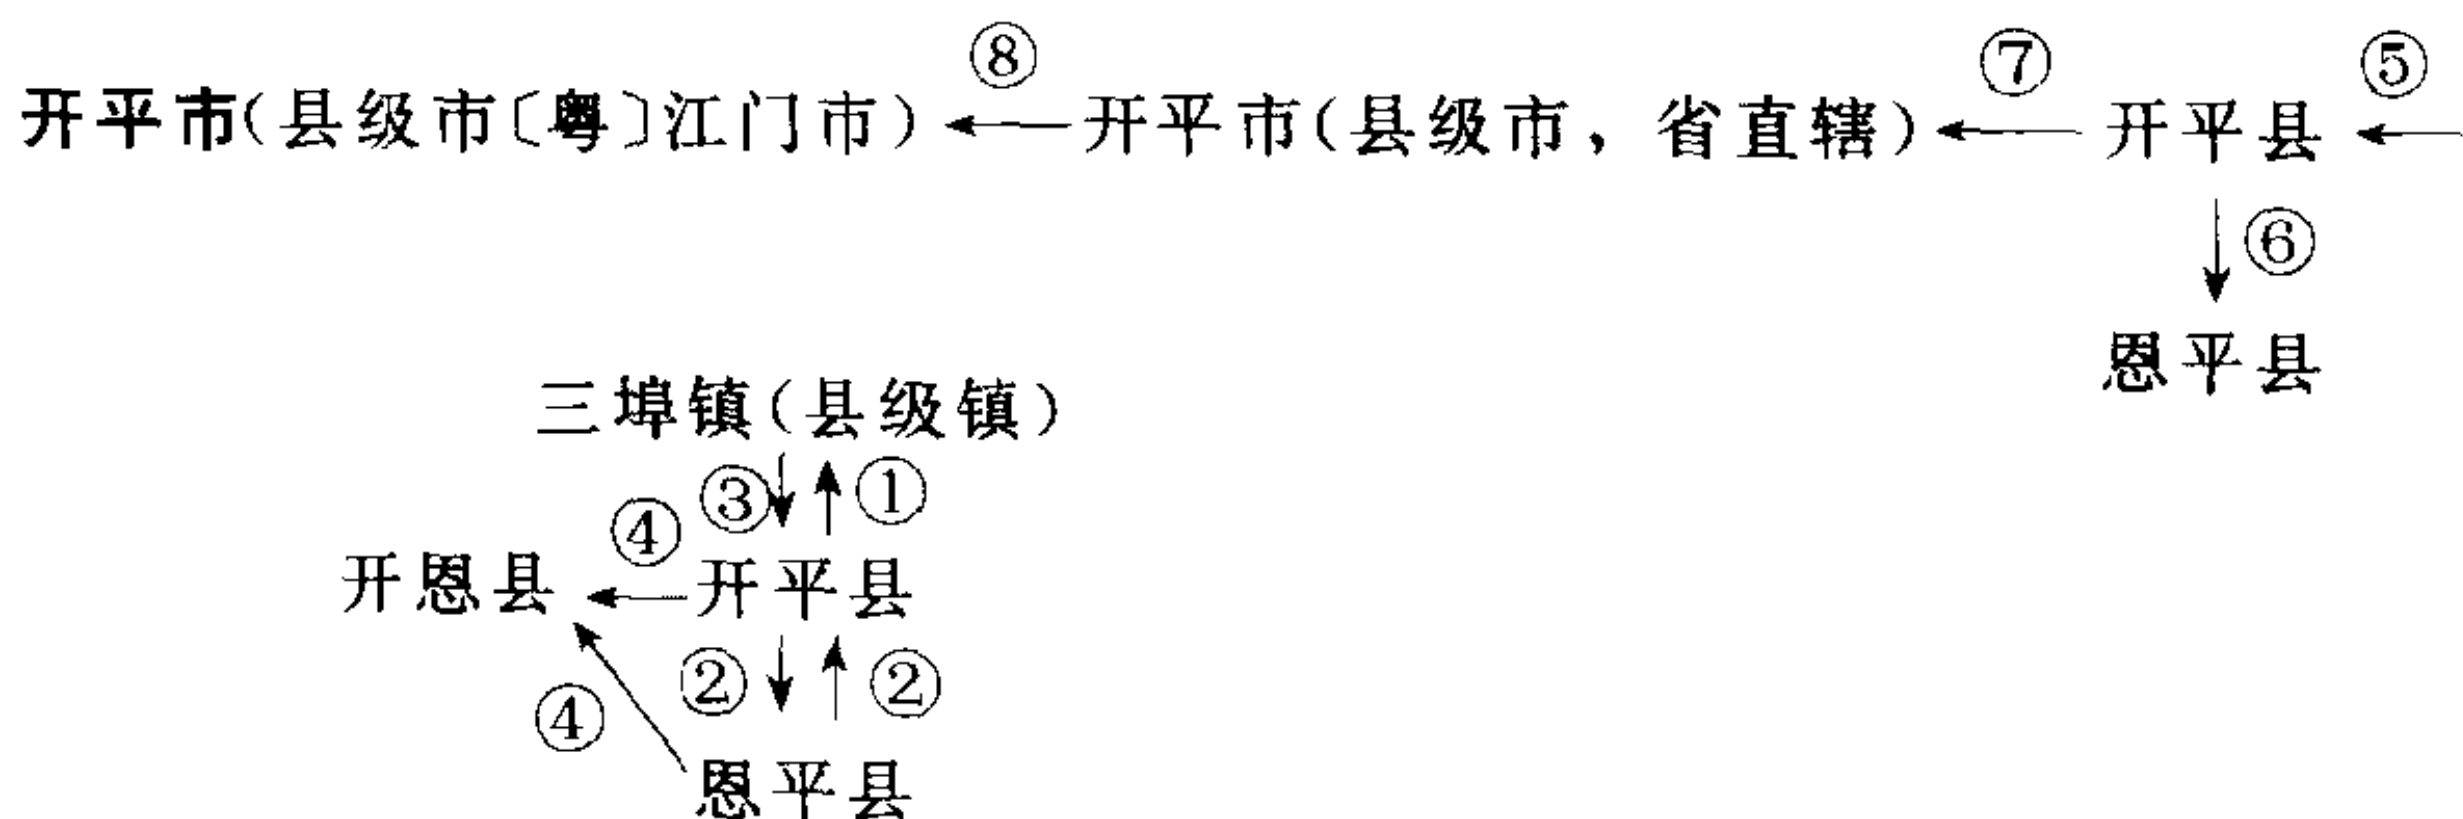 ⑧ ⑦ ⑤
开平市(县级市〔粤〕江门市) 开平市(县级市，省直辖) 开平县
⑥
恩平县
三埠镇(县级镇)
③ ①
④
开恩县 开平县
② ②
④
恩平县